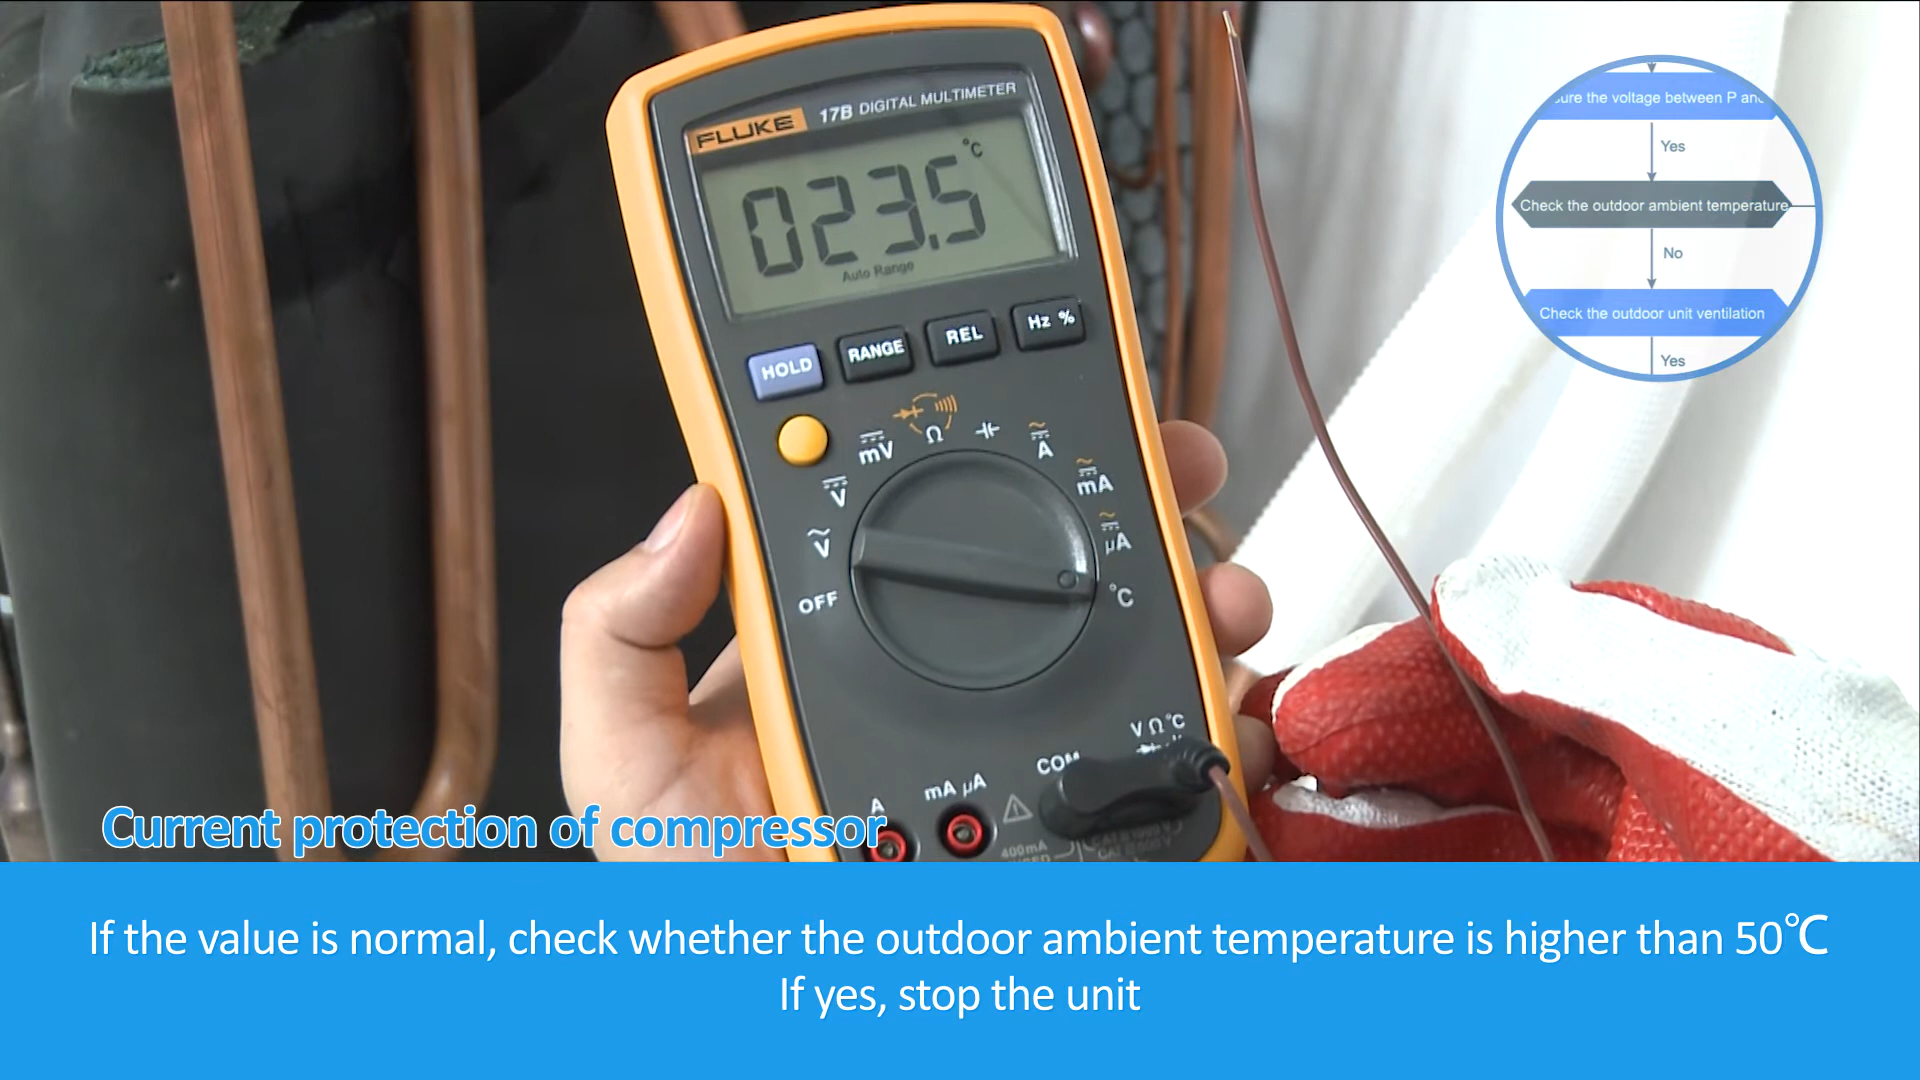 FLUKE 17B DIGITAL MULTIMETER
°C
023.5
Auto Range
HOLD RANGE REL Hz %
mV Ω A
V mA
V µA
OFF °C
V Ω °C
A mA µA COM
400mA
ure the voltage between P and
Yes
Check the outdoor ambient temperature
No
Check the outdoor unit ventilation
Yes
Current protection of compressor
If the value is normal, check whether the outdoor ambient temperature is higher than 50℃
If yes, stop the unit